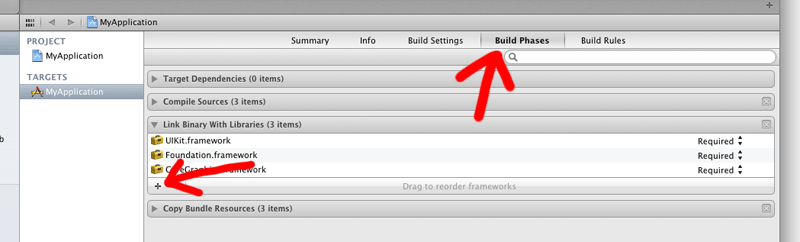 MyApplication
PROJECT
MyApplication
TARGETS
MyApplication
Summary Info Build Settings Build Phases Build Rules
Target Dependencies (0 items)
Compile Sources (3 items)
Link Binary With Libraries (3 items)
UIKit.framework Required
Foundation.framework Required
Required
+ Drag to reorder frameworks
Copy Bundle Resources (3 items)